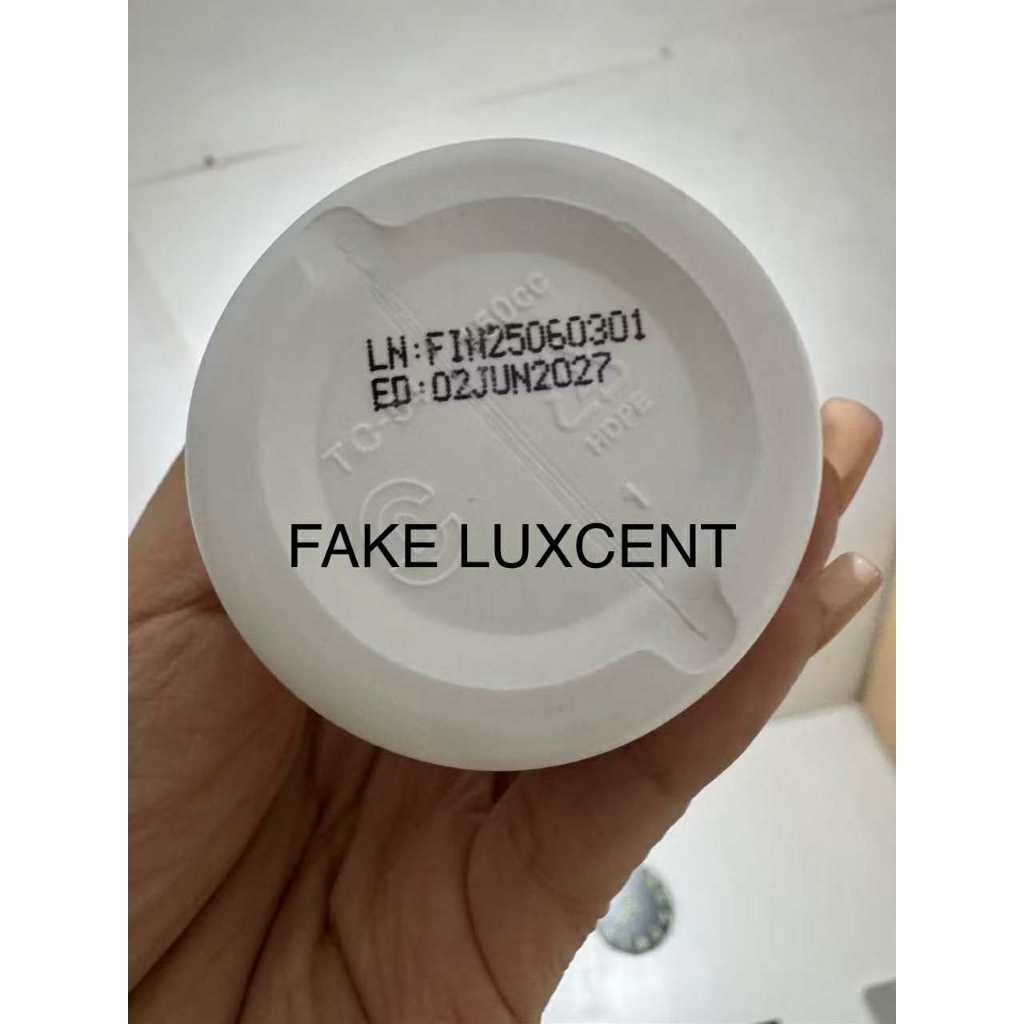 LN:FIN25060301
ED:02JUN2027
HDPE
FAKE LUXCENT